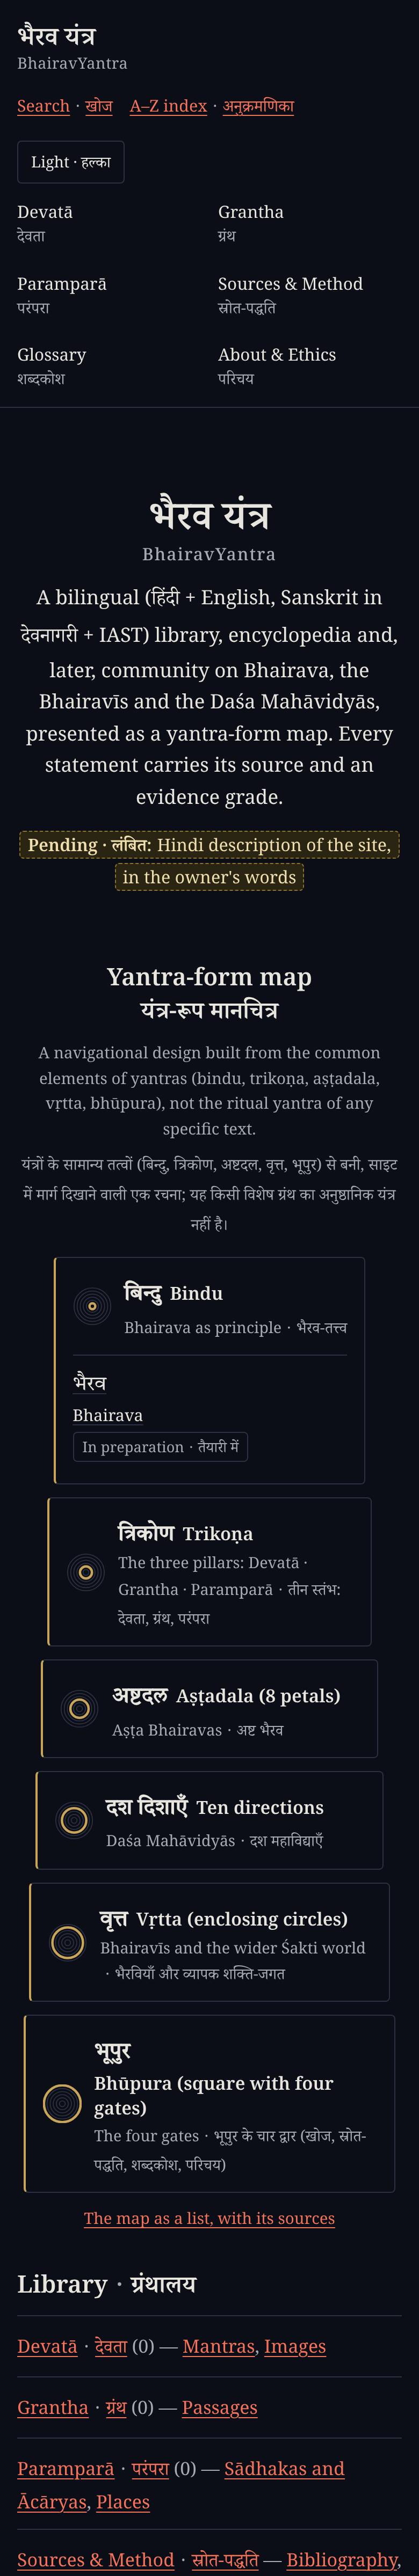 भैरव यंत्र
BhairavYantra
Search · खोज A–Z index · अनुक्रमणिका
Light · हल्का
Devatā
देवता
Grantha
ग्रंथ
Paramparā
परंपरा
Sources & Method
स्रोत-पद्धति
Glossary
शब्दकोश
About & Ethics
परिचय
भैरव यंत्र
BhairavYantra
A bilingual (हिंदी + English, Sanskrit in
देवनागरी + IAST) library, encyclopedia and,
later, community on Bhairava, the
Bhairavīs and the Daśa Mahāvidyās,
presented as a yantra-form map. Every
statement carries its source and an
evidence grade.
Pending · लंबित: Hindi description of the site,
in the owner's words
Yantra-form map
यंत्र-रूप मानचित्र
A navigational design built from the common
elements of yantras (bindu, trikoṇa, aṣṭadala,
vṛtta, bhūpura), not the ritual yantra of any
specific text.
यंत्रों के सामान्य तत्वों (बिन्दु, त्रिकोण, अष्टदल, वृत्त, भूपुर) से बनी, साइट
में मार्ग दिखाने वाली एक रचना; यह किसी विशेष ग्रंथ का अनुष्ठानिक यंत्र
नहीं है।
बिन्दु Bindu
Bhairava as principle · भैरव-तत्त्व
भैरव
Bhairava
In preparation · तैयारी में
त्रिकोण Trikoṇa
The three pillars: Devatā ·
Grantha · Paramparā · तीन स्तंभ:
देवता, ग्रंथ, परंपरा
अष्टदल Aṣṭadala (8 petals)
Aṣṭa Bhairavas · अष्ट भैरव
दश दिशाएँ Ten directions
Daśa Mahāvidyās · दश महाविद्याएँ
वृत्त Vṛtta (enclosing circles)
Bhairavīs and the wider Śakti world
· भैरवियाँ और व्यापक शक्ति-जगत
भूपुर
Bhūpura (square with four
gates)
The four gates · भूपुर के चार द्वार (खोज, स्रोत-
पद्धति, शब्दकोश, परिचय)
The map as a list, with its sources
Library · ग्रंथालय
Devatā · देवता (0) — Mantras, Images
Grantha · ग्रंथ (0) — Passages
Paramparā · परंपरा (0) — Sādhakas and
Ācāryas, Places
Sources & Method · स्रोत-पद्धति — Bibliography,